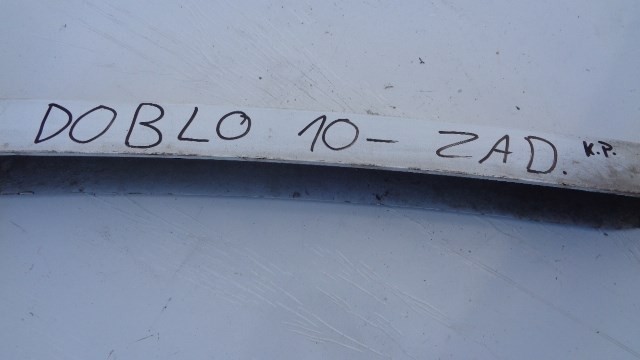 DOBLO 10- ZAD. K.P.